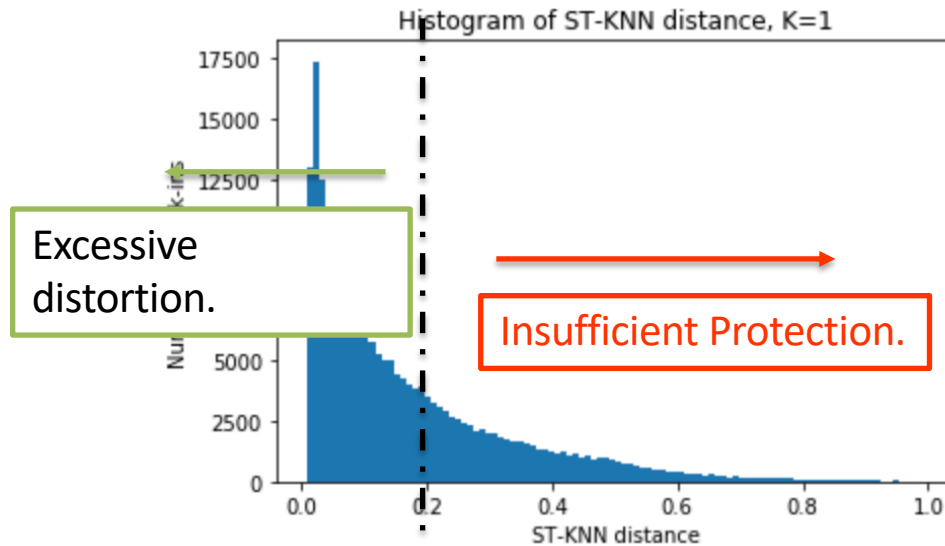 Histogram of ST-KNN distance, K=1
17500
15000
12500
Excessive
distortion.
Insufficient Protection.
5000
2500
0
0.0 0.2 0.4 0.6 0.8 1.0
ST-KNN distance